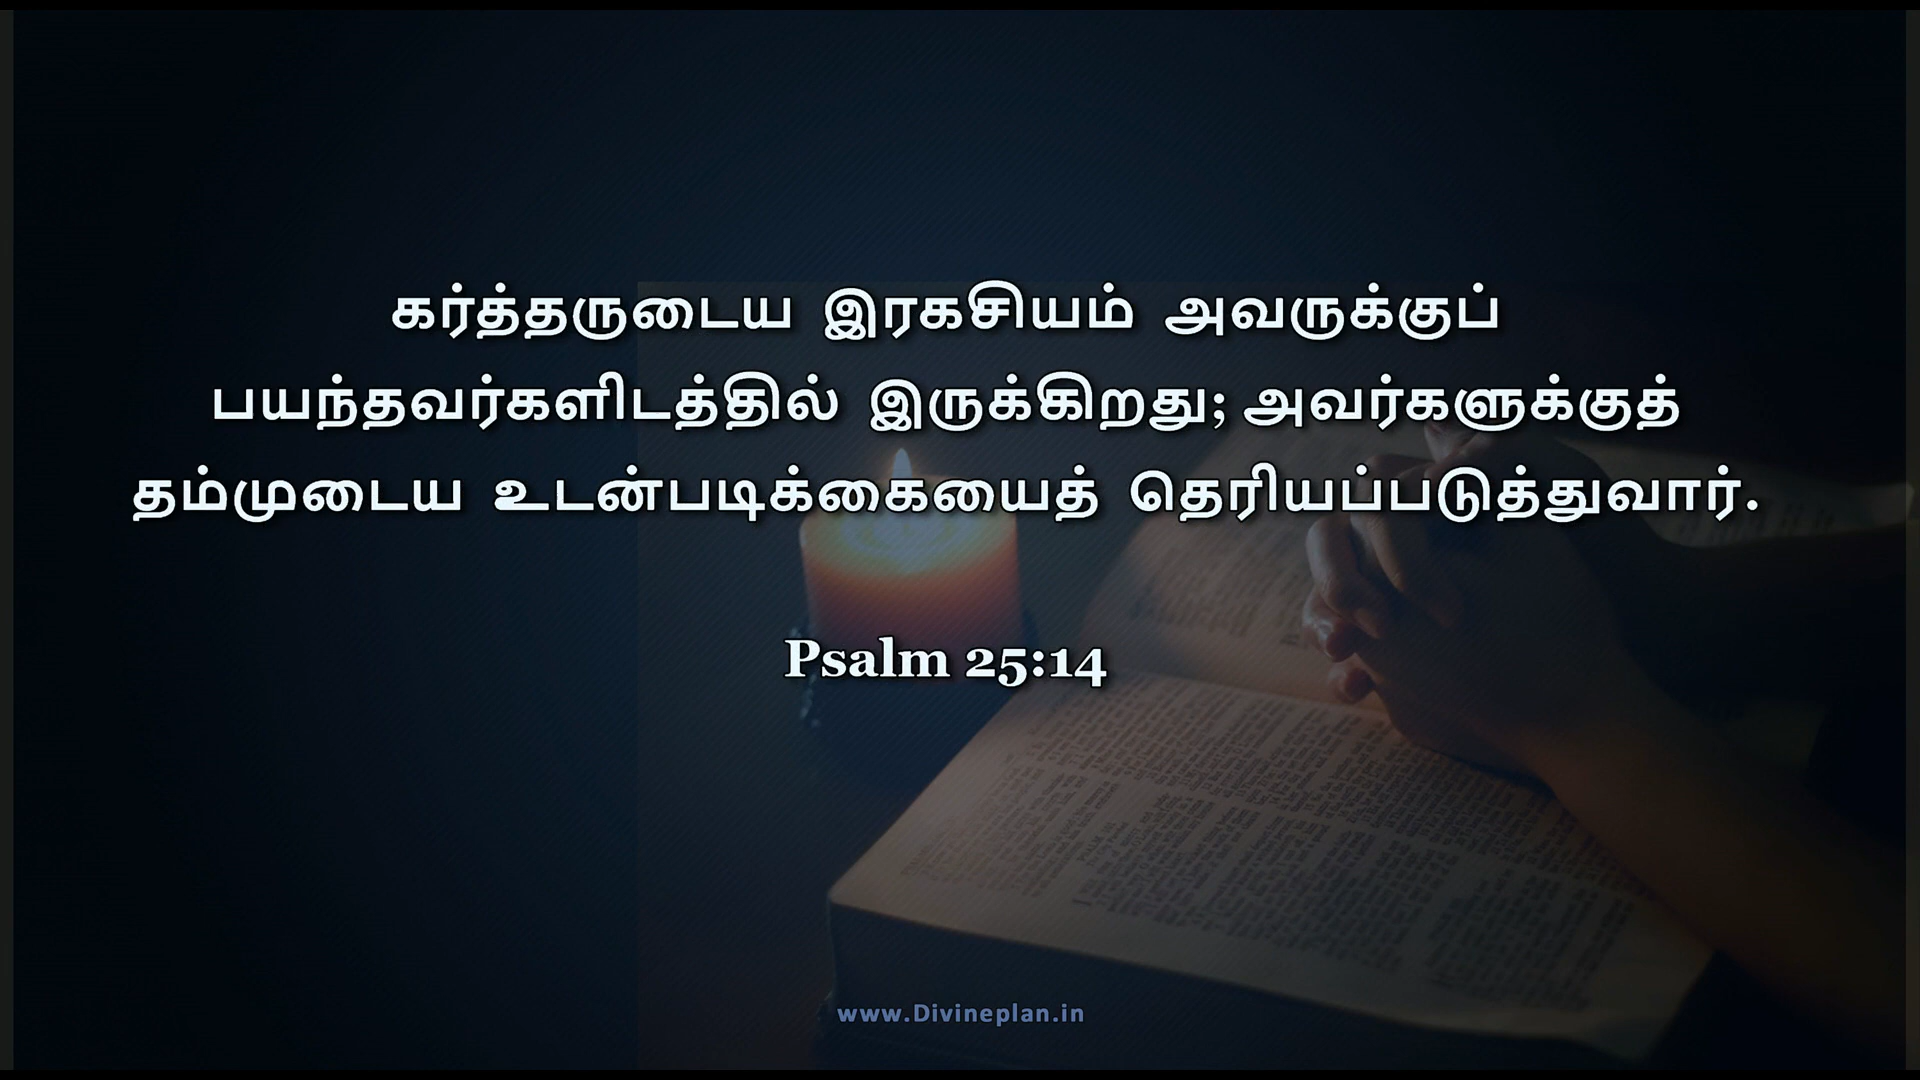 கர்த்தருடைய இரகசியம் அவருக்குப்
பயந்தவர்களிடத்தில் இருக்கிறது; அவர்களுக்குத்
தம்முடைய உடன்படிக்கையைத் தெரியப்படுத்துவார்.
Psalm 25:14
www.Divineplan.in